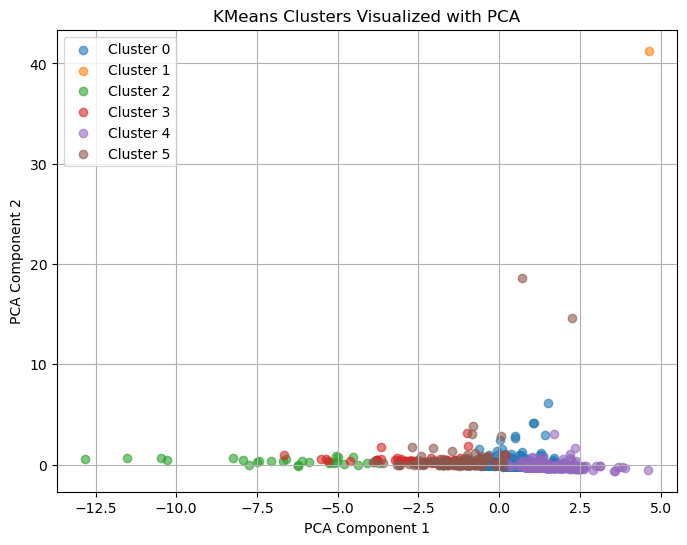 KMeans Clusters Visualized with PCA
Cluster 0
Cluster 1
Cluster 2
Cluster 3
Cluster 4
Cluster 5
PCA Component 2
40
30
20
10
0
−12.5 −10.0 −7.5 −5.0 −2.5 0.0 2.5 5.0
PCA Component 1